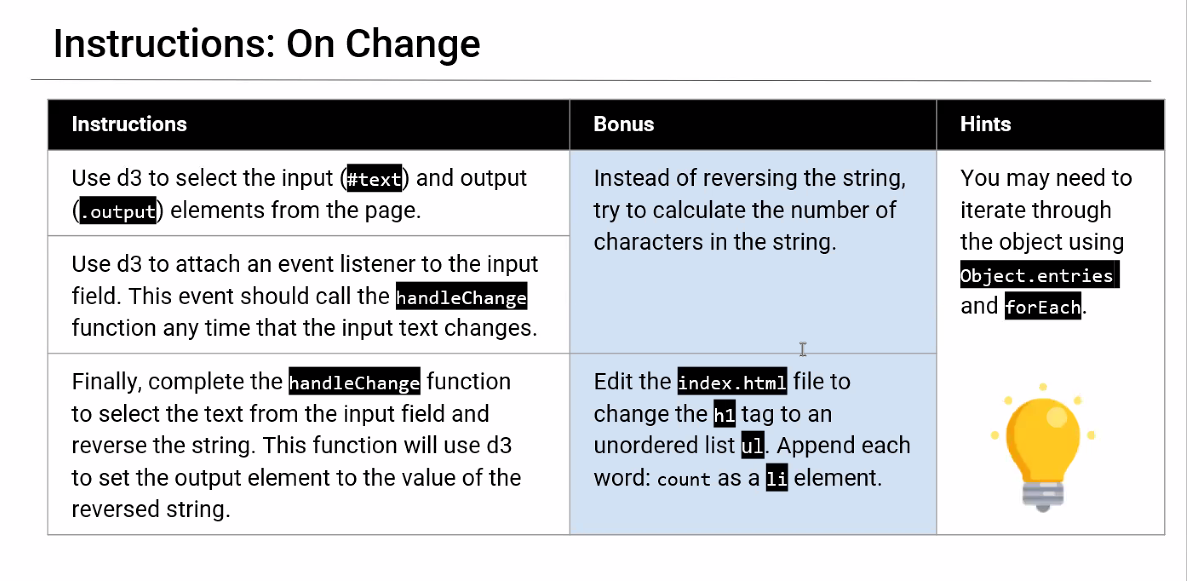 Instructions: On Change
Instructions
Bonus
Hints
Use d3 to select the input (#text) and output
(.output) elements from the page.
Use d3 to attach an event listener to the input
field. This event should call the handleChange
function any time that the input text changes.
Finally, complete the handleChange function
to select the text from the input field and
reverse the string. This function will use d3
to set the output element to the value of the
reversed string.
Instead of reversing the string,
try to calculate the number of
characters in the string.
Edit the index.html file to
change the h1 tag to an
unordered list ul. Append each
word: count as a li element.
You may need to
iterate through
the object using
Object.entries
and forEach.